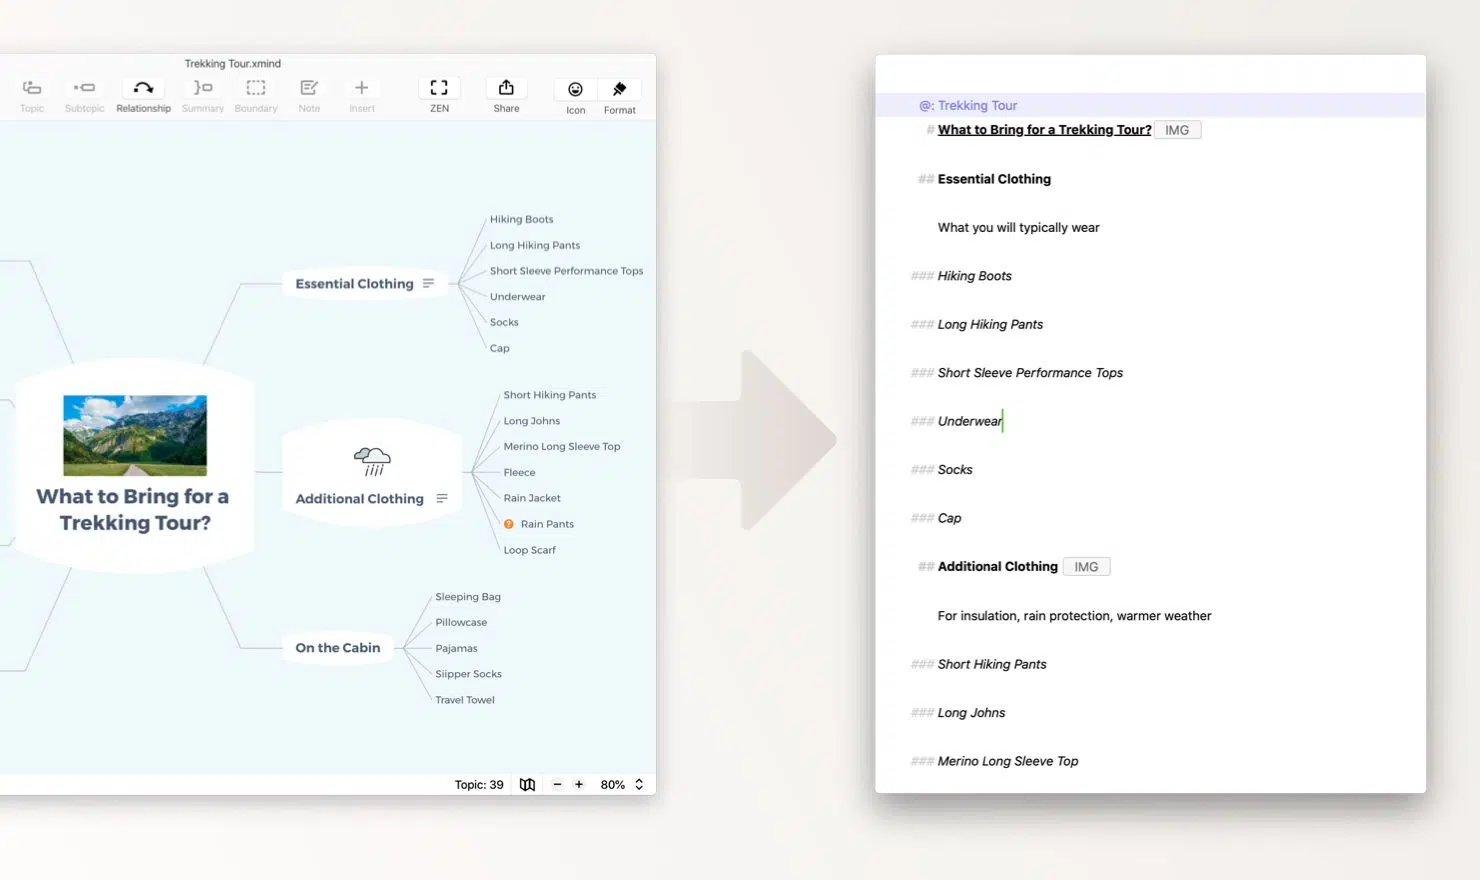 Trekking Tour.xmind
Topic
Subtopic
Relationship
Summary
Boundary
Note
Insert
ZEN
Share
Icon
Format
What to Bring for a
Trekking Tour?
Essential Clothing
Hiking Boots
Long Hiking Pants
Short Sleeve Performance Tops
Underwear
Socks
Cap
Additional Clothing
Short Hiking Pants
Long Johns
Merino Long Sleeve Top
Fleece
Rain Jacket
? Rain Pants
Loop Scarf
On the Cabin
Sleeping Bag
Pillowcase
Pajamas
Siipper Socks
Travel Towel
Topic: 39
− + 80%
@: Trekking Tour
# What to Bring for a Trekking Tour? IMG
## Essential Clothing
What you will typically wear
### Hiking Boots
### Long Hiking Pants
### Short Sleeve Performance Tops
### Underwear
### Socks
### Cap
## Additional Clothing IMG
For insulation, rain protection, warmer weather
### Short Hiking Pants
### Long Johns
### Merino Long Sleeve Top